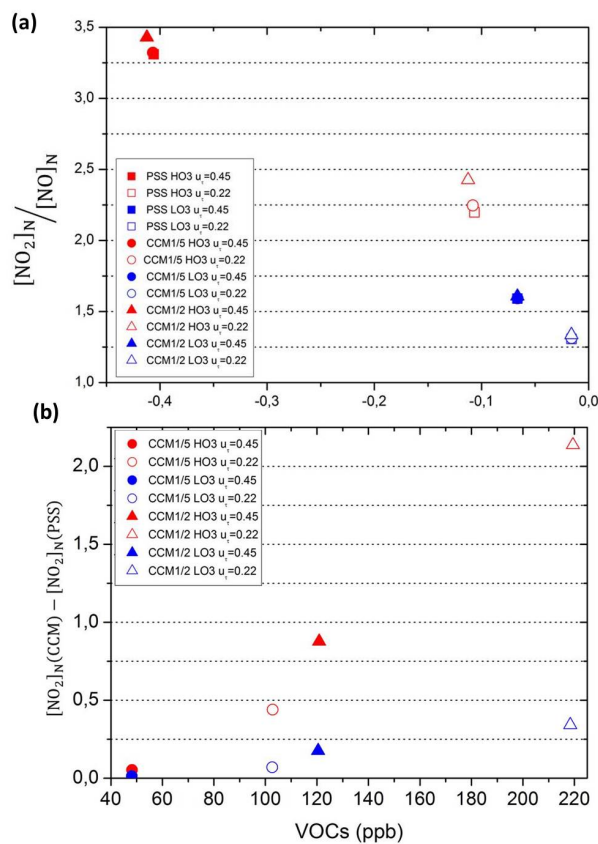 (a)
3,5
3,0
2,5
2,0
1,5
1,0
[NO₂]N/[NO]N
PSS HO3 uτ=0.45
PSS HO3 uτ=0.22
PSS LO3 uτ=0.45
PSS LO3 uτ=0.22
CCM1/5 HO3 uτ=0.45
CCM1/5 HO3 uτ=0.22
CCM1/5 LO3 uτ=0.45
CCM1/5 LO3 uτ=0.22
CCM1/2 HO3 uτ=0.45
CCM1/2 HO3 uτ=0.22
CCM1/2 LO3 uτ=0.45
CCM1/2 LO3 uτ=0.22
-0,4 -0,3 -0,2 -0,1 0,0
(b)
2,0
1,5
1,0
0,5
0,0
[NO₂]N(CCM) − [NO₂]N(PSS)
CCM1/5 HO3 uτ=0.45
CCM1/5 HO3 uτ=0.22
CCM1/5 LO3 uτ=0.45
CCM1/5 LO3 uτ=0.22
CCM1/2 HO3 uτ=0.45
CCM1/2 HO3 uτ=0.22
CCM1/2 LO3 uτ=0.45
CCM1/2 LO3 uτ=0.22
40 60 80 100 120 140 160 180 200 220
VOCs (ppb)